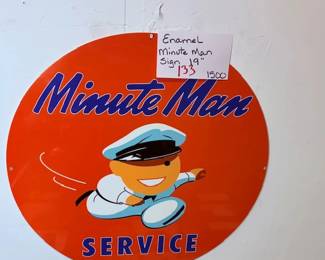 Enamel
Minute Man
Sign 19"
133
1500
Minute Man
SERVICE